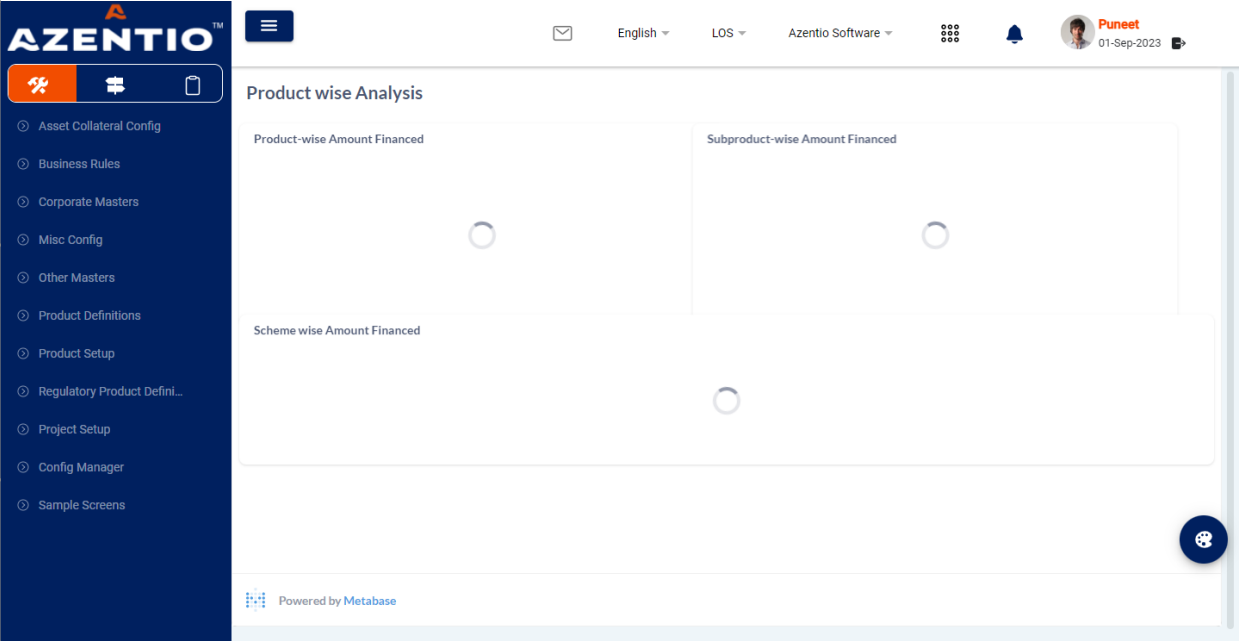 AZENTIO™
English
LOS
Azentio Software
Puneet
01-Sep-2023
Asset Collateral Config
Business Rules
Corporate Masters
Misc Config
Other Masters
Product Definitions
Product Setup
Regulatory Product Defini...
Project Setup
Config Manager
Sample Screens
Product wise Analysis
Product-wise Amount Financed
Subproduct-wise Amount Financed
Scheme wise Amount Financed
Powered by Metabase